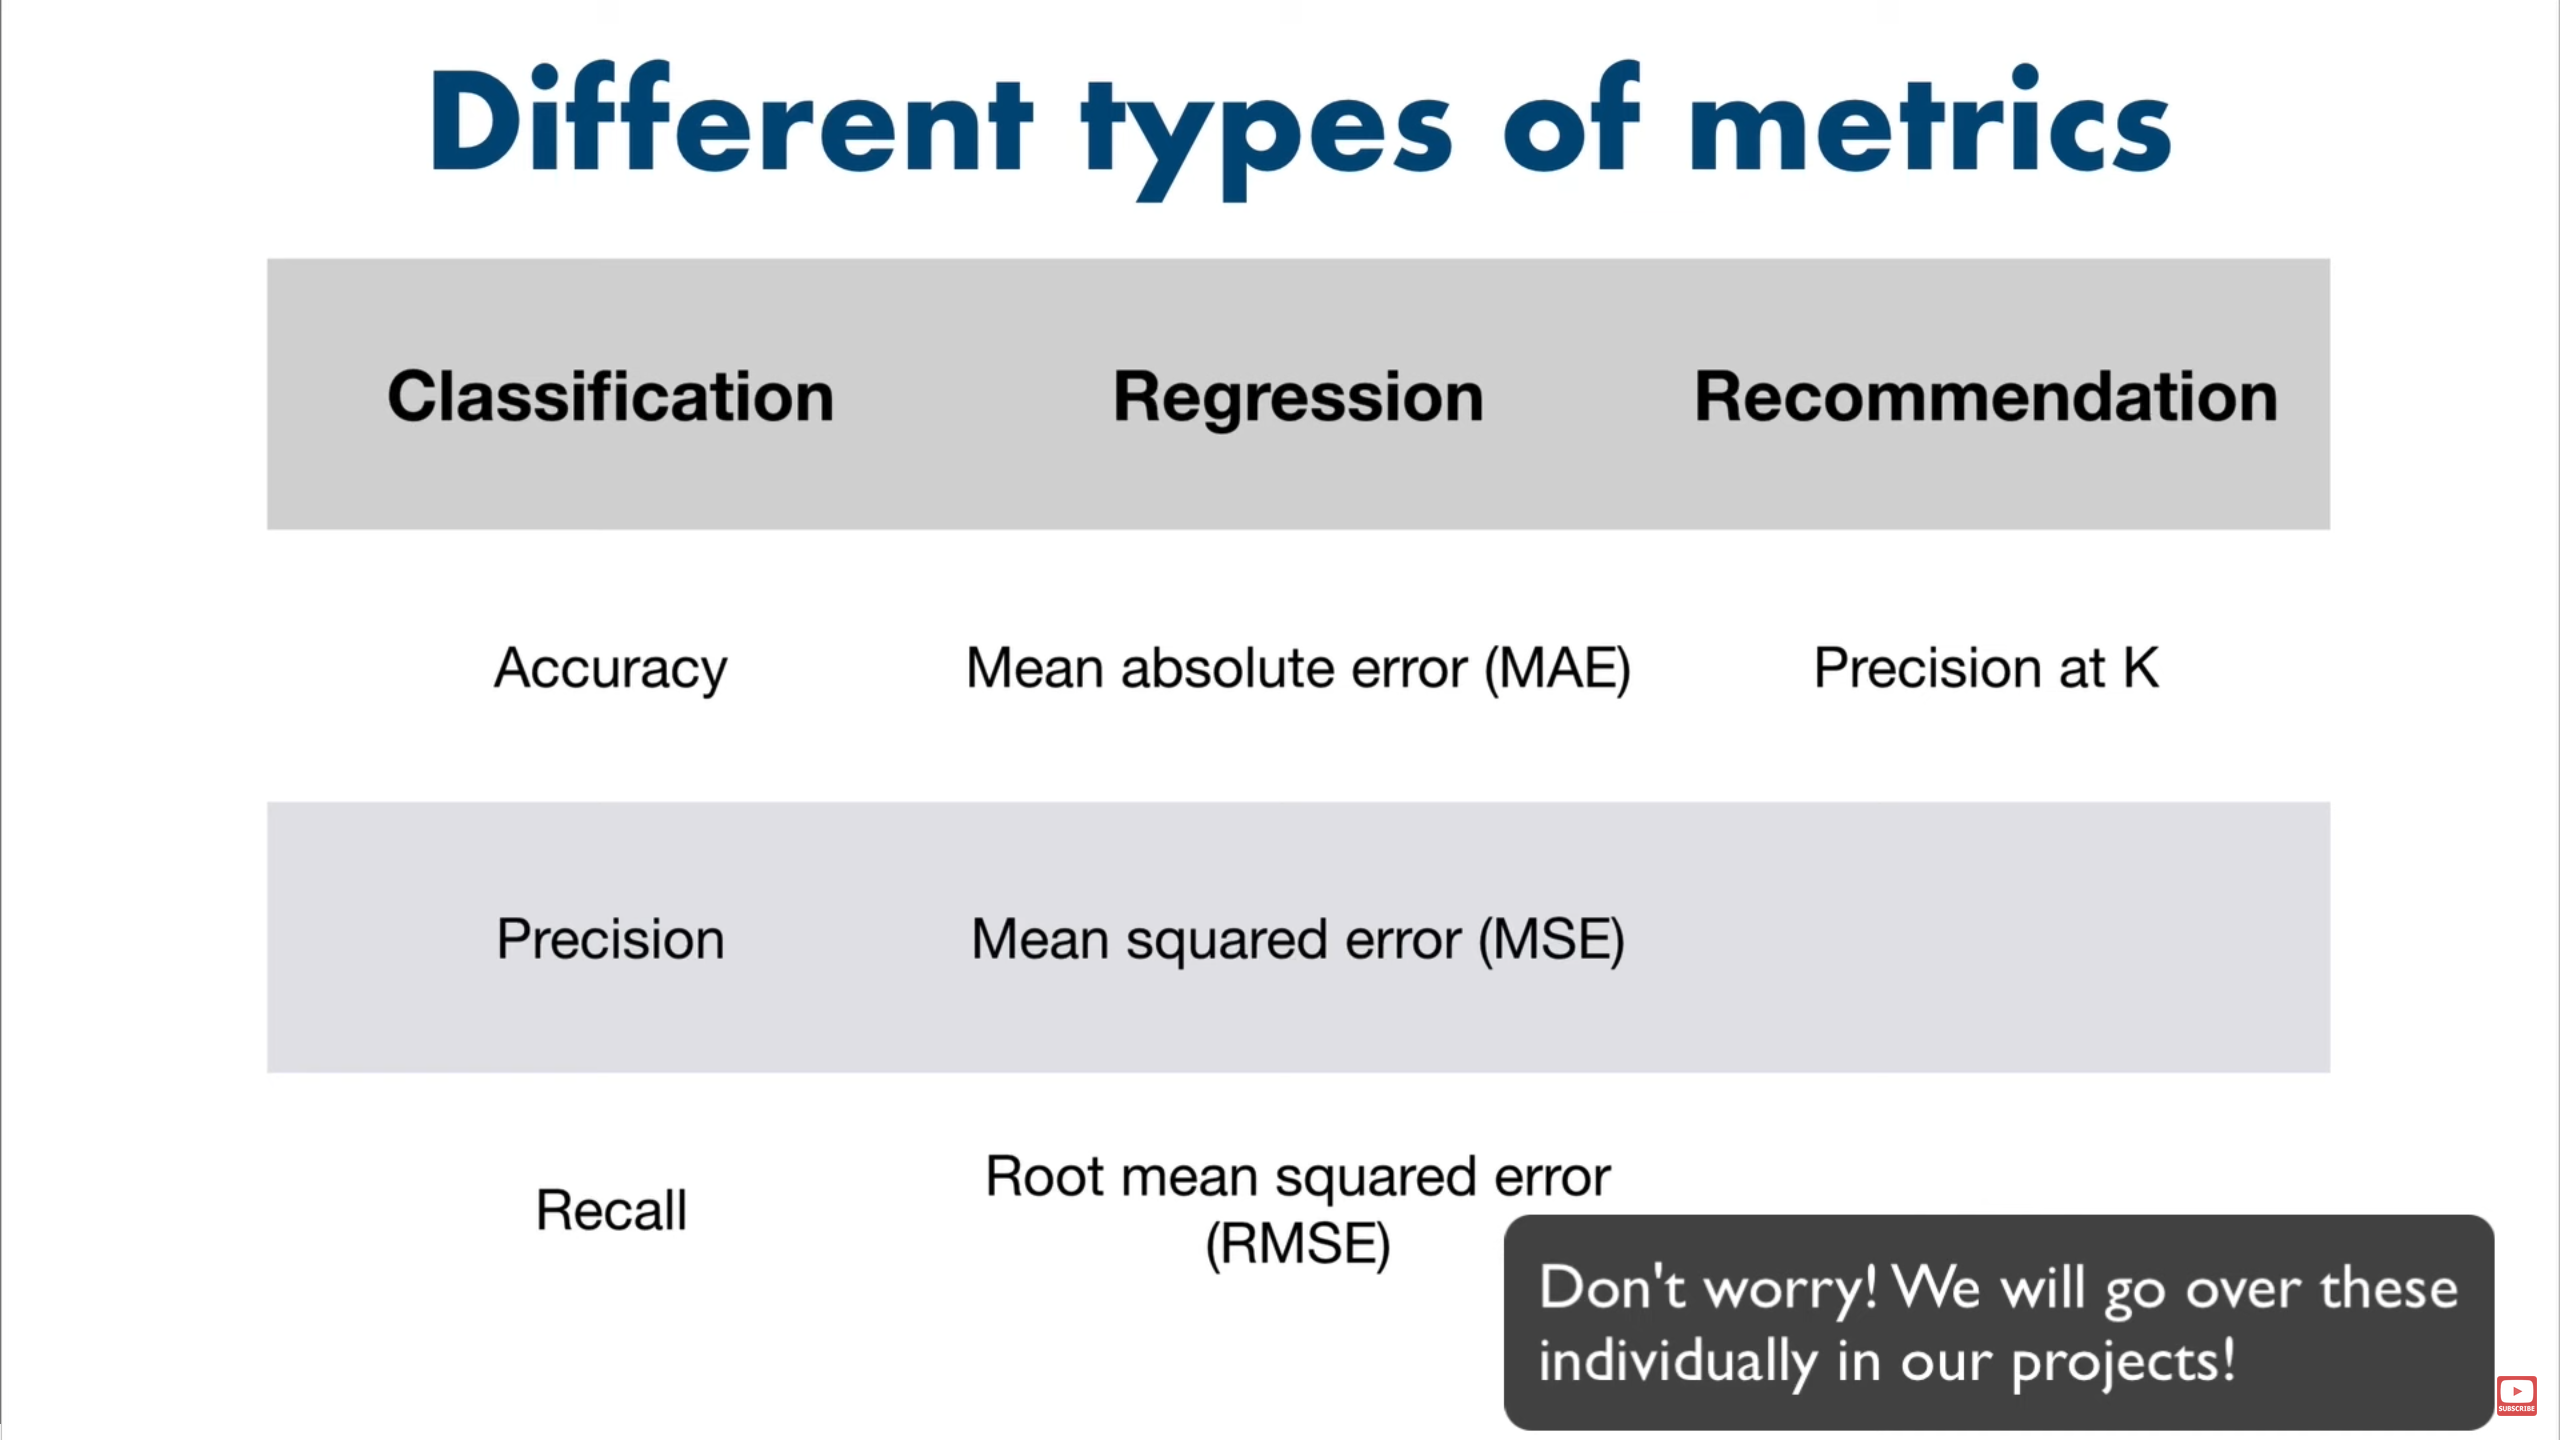 Different types of metrics
Classification Regression Recommendation
Accuracy Mean absolute error (MAE) Precision at K
Precision Mean squared error (MSE)
Recall Root mean squared error
(RMSE)
Don't worry! We will go over these
individually in our projects!
SUBSCRIBE